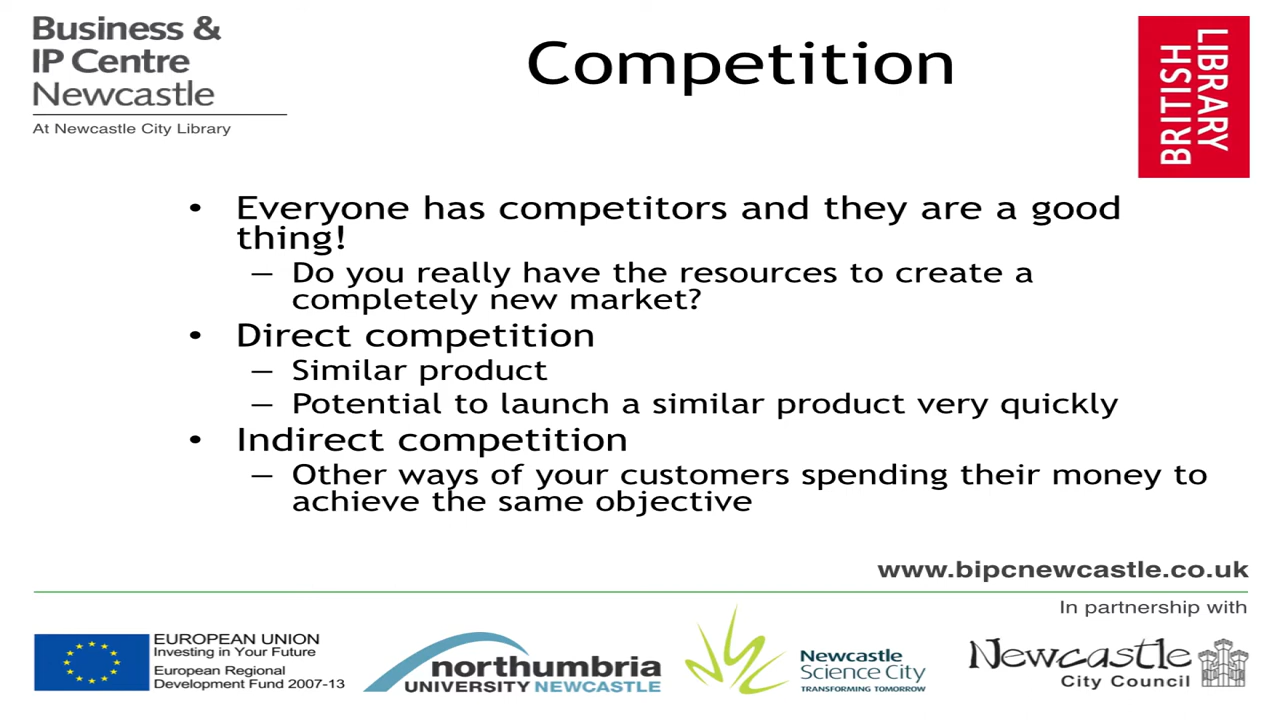 Business &
IP Centre
Newcastle
At Newcastle City Library
Competition
BRITISH
LIBRARY
• Everyone has competitors and they are a good
thing!
– Do you really have the resources to create a
completely new market?
• Direct competition
– Similar product
– Potential to launch a similar product very quickly
• Indirect competition
– Other ways of your customers spending their money to
achieve the same objective
www.bipcnewcastle.co.uk
In partnership with
EUROPEAN UNION
Investing in Your Future
European Regional
Development Fund 2007-13
northumbria
UNIVERSITY NEWCASTLE
Newcastle
Science City
TRANSFORMING TOMORROW
Newcastle
City Council